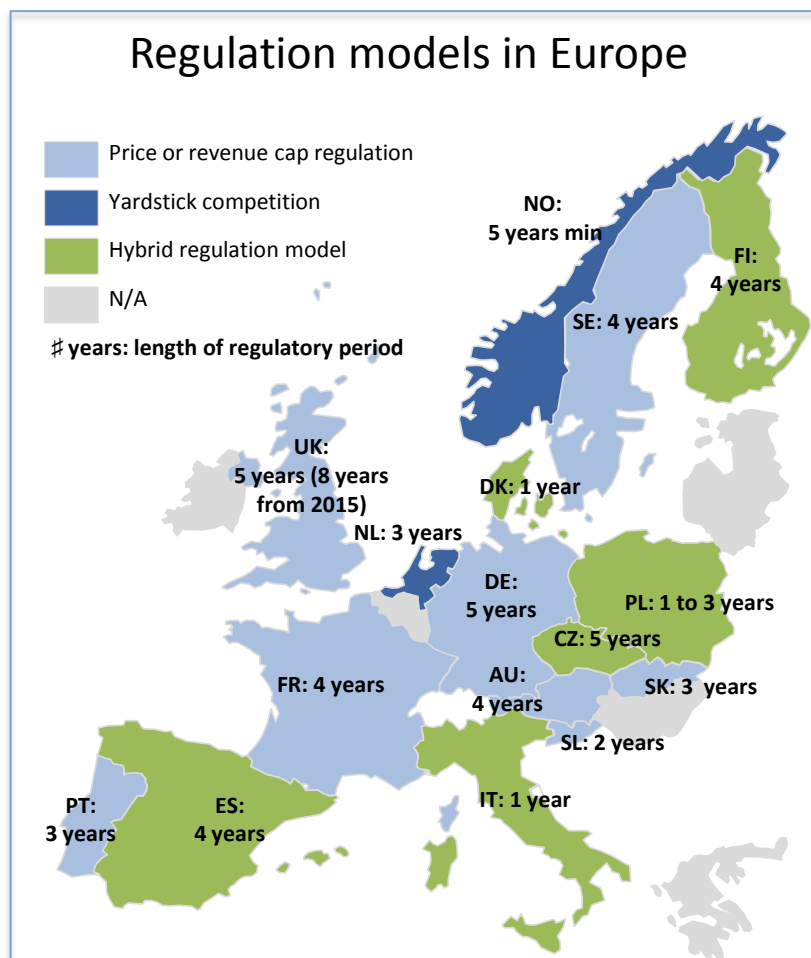 Regulation models in Europe
Price or revenue cap regulation
Yardstick competition
Hybrid regulation model
N/A
♯ years: length of regulatory period
NO:
5 years min
FI:
4 years
SE: 4 years
UK:
5 years (8 years
from 2015)
DK: 1 year
NL: 3 years
DE:
5 years
PL: 1 to 3 years
CZ: 5 years
FR: 4 years
AU:
4 years
SK: 3 years
SL: 2 years
IT: 1 year
PT:
3 years
ES:
4 years